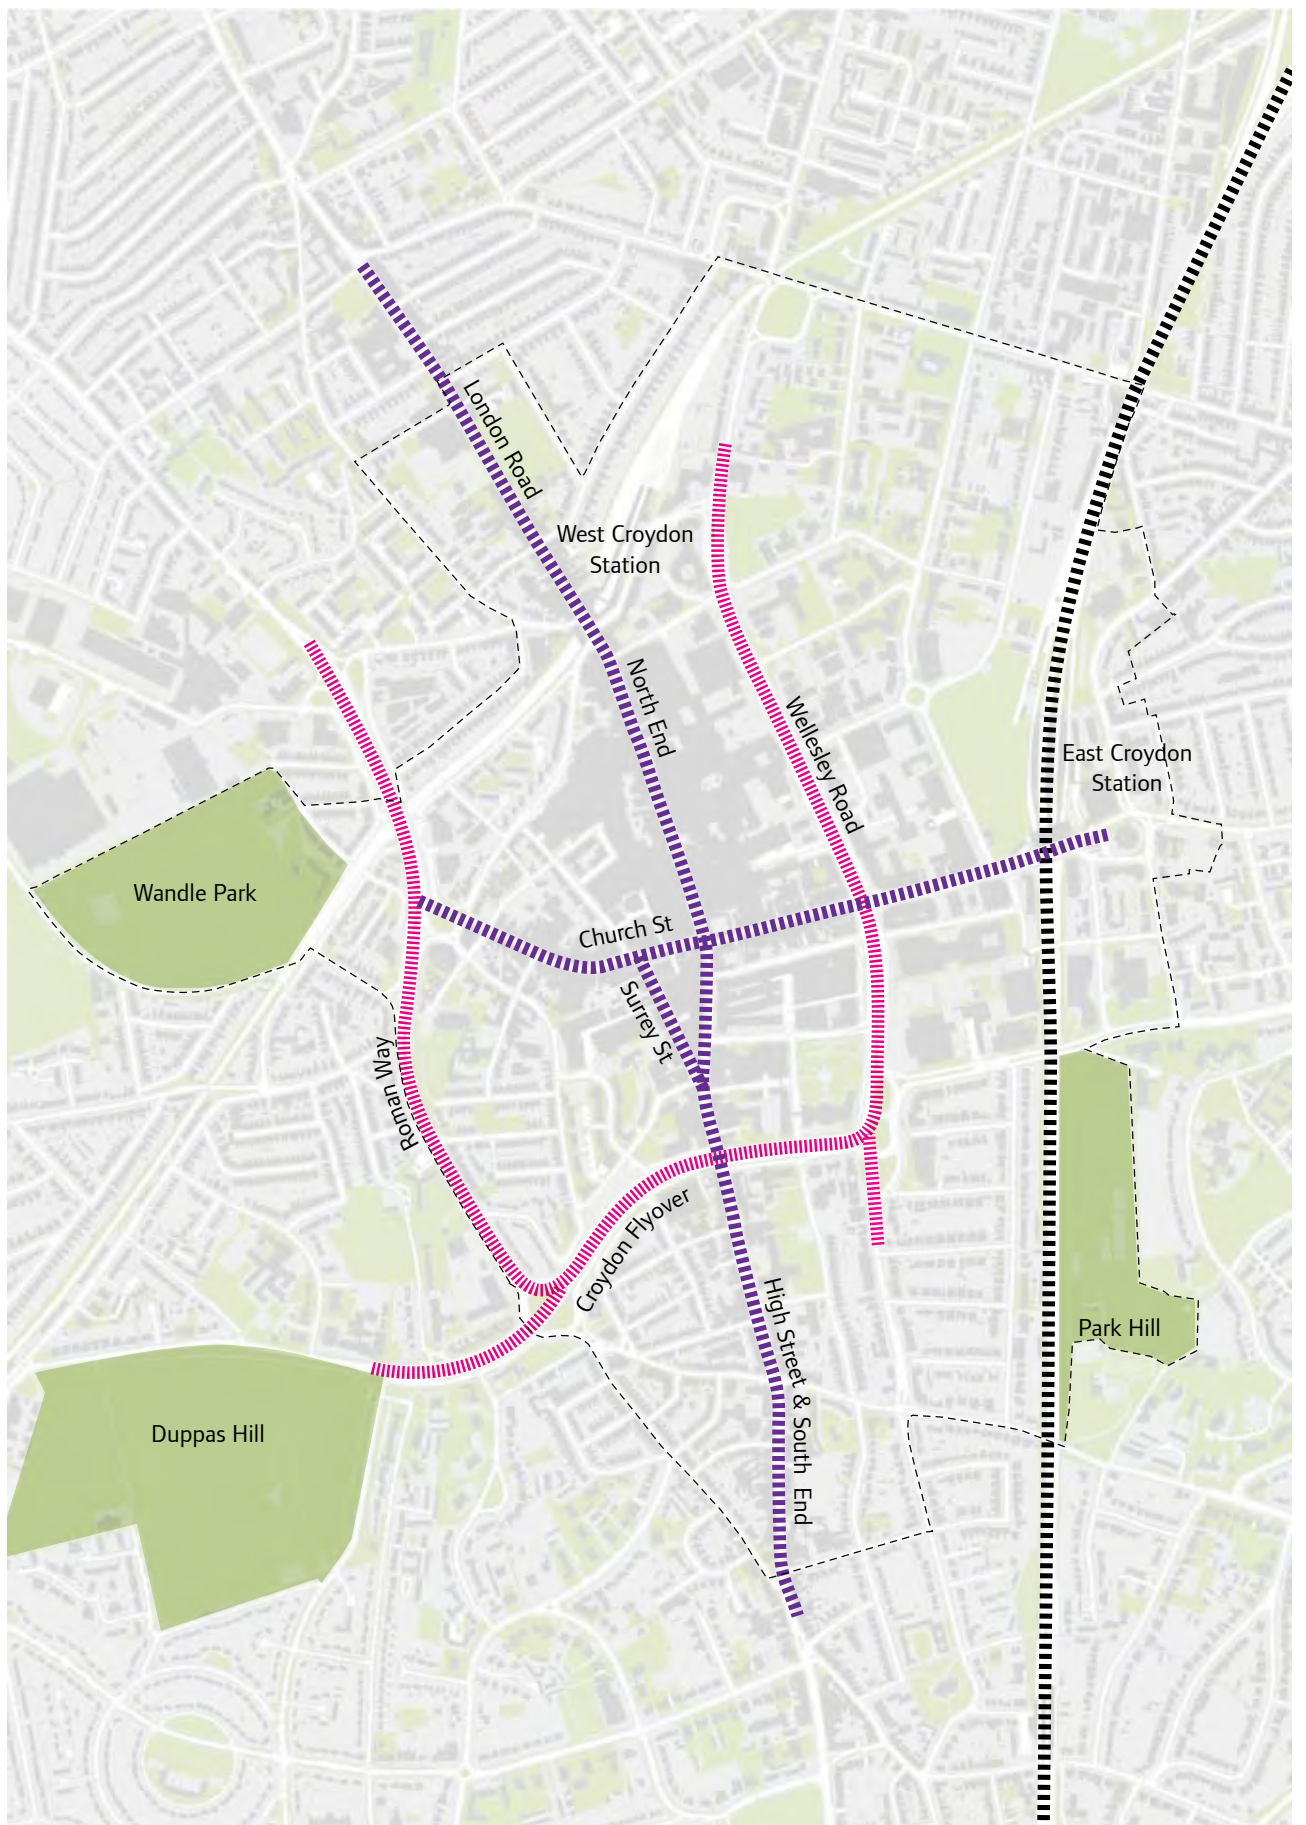 London Road
West Croydon
Station
North End
Wellesley Road
East Croydon
Station
Wandle Park
Church St
Surrey St
Roman Way
Croydon Flyover
High Street & South End
Park Hill
Duppas Hill